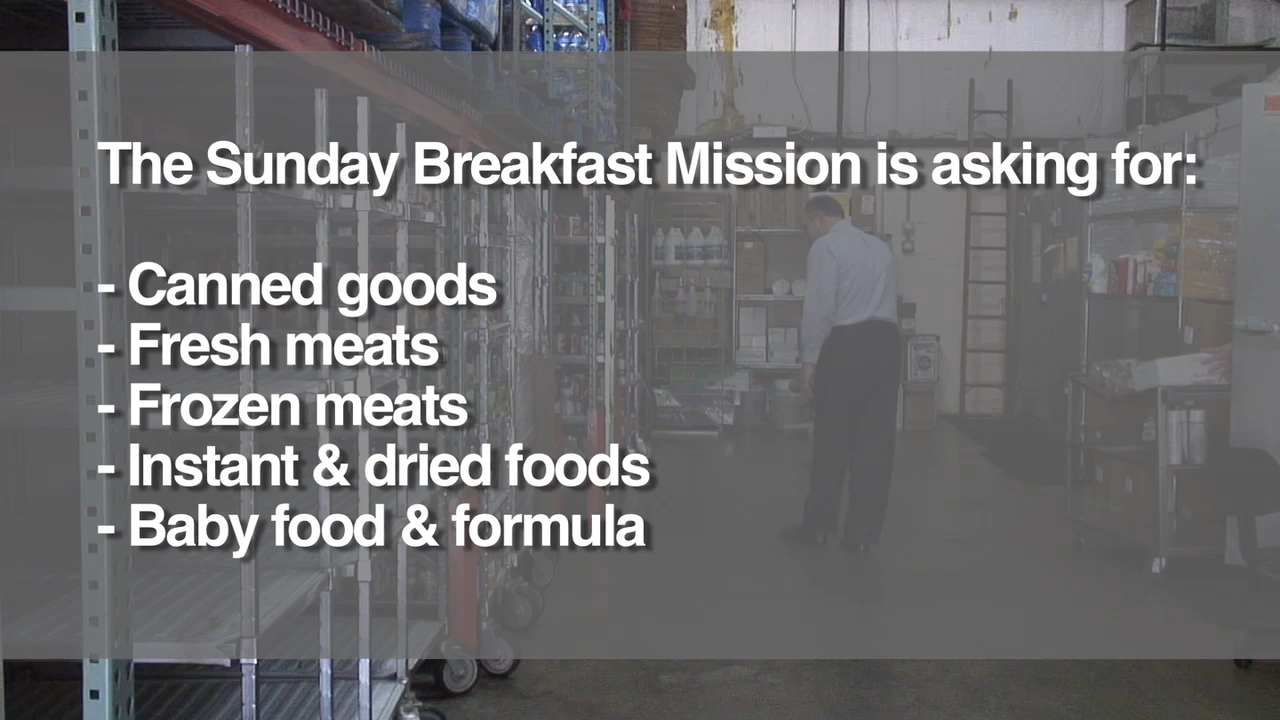 The Sunday Breakfast Mission is asking for:
- Canned goods
- Fresh meats
- Frozen meats
- Instant & dried foods
- Baby food & formula